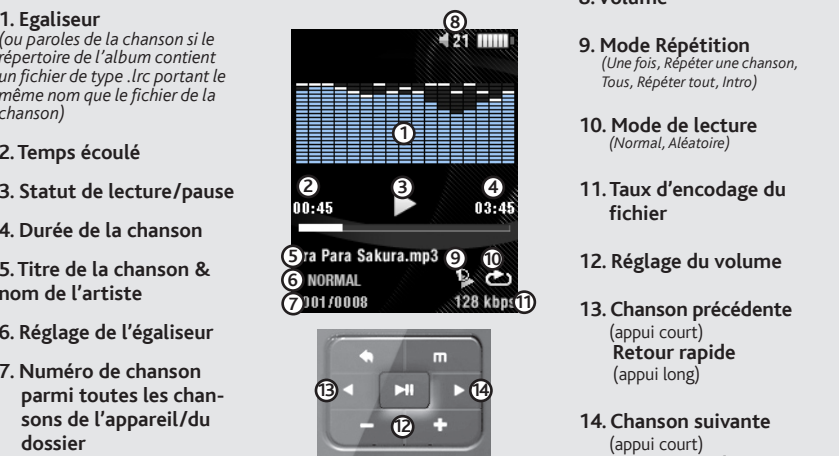 1. Egaliseur
(ou paroles de la chanson si le
répertoire de l'album contient
un fichier de type .lrc portant le
même nom que le fichier de la
chanson)
2. Temps écoulé
3. Statut de lecture/pause
4. Durée de la chanson
5. Titre de la chanson &
nom de l'artiste
6. Réglage de l'égaliseur
7. Numéro de chanson
parmi toutes les chan-
sons de l'appareil/du
dossier
8
21
1
2
3
4
00:45
03:45
5 ra Para Sakura.mp3 9 10
6 NORMAL
7 001/0008 128 kbps 11
m
13
14
12
8. Volume
9. Mode Répétition
(Une fois, Répéter une chanson,
Tous, Répéter tout, Intro)
10. Mode de lecture
(Normal, Aléatoire)
11. Taux d'encodage du
fichier
12. Réglage du volume
13. Chanson précédente
(appui court)
Retour rapide
(appui long)
14. Chanson suivante
(appui court)